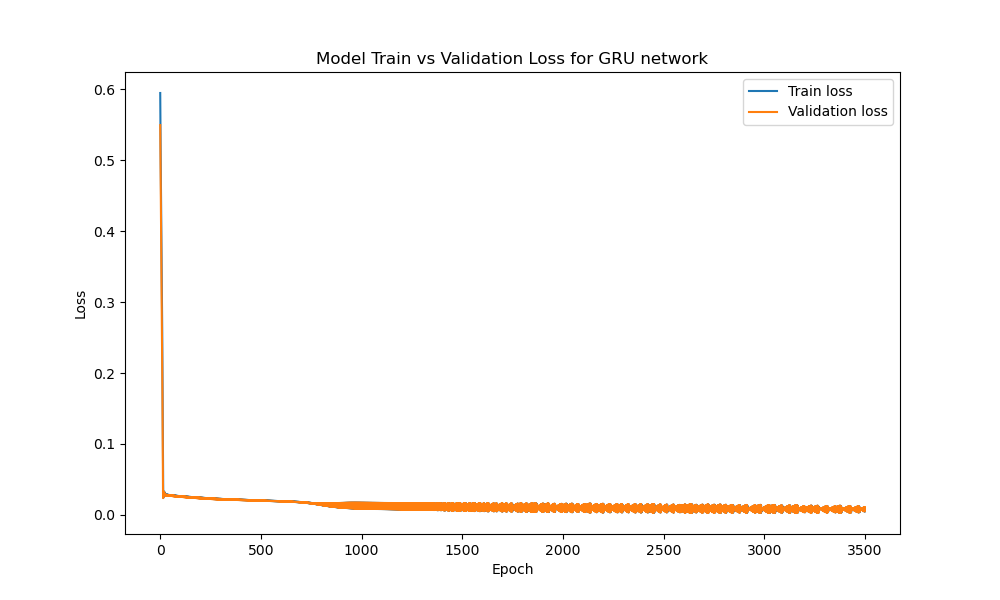 Model Train vs Validation Loss for GRU network
Train loss
Validation loss
0.6
0.5
0.4
0.3
0.2
0.1
0.0
Loss
0 500 1000 1500 2000 2500 3000 3500
Epoch